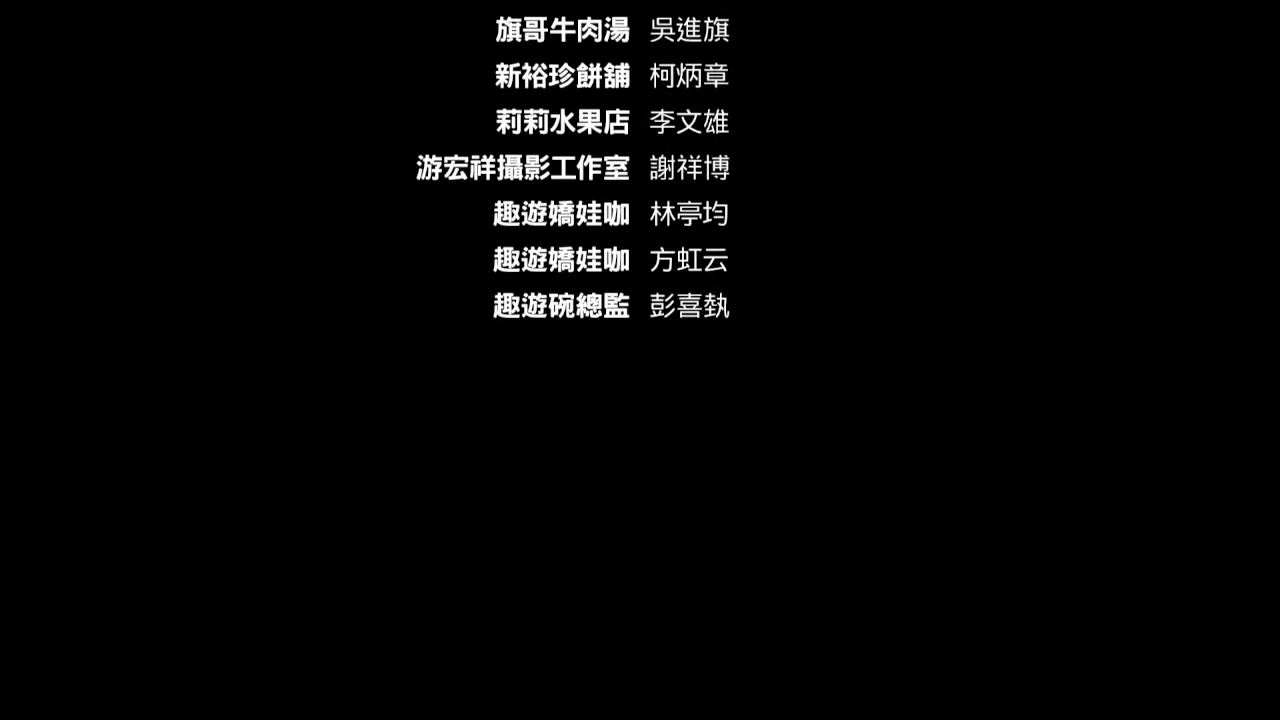 旗哥牛肉湯 吳進旗
新裕珍餅舖 柯炳章
莉莉水果店 李文雄
游宏祥攝影工作室 謝祥博
趣遊嬌娃咖 林亭均
趣遊嬌娃咖 方虹云
趣遊碗總監 彭喜執